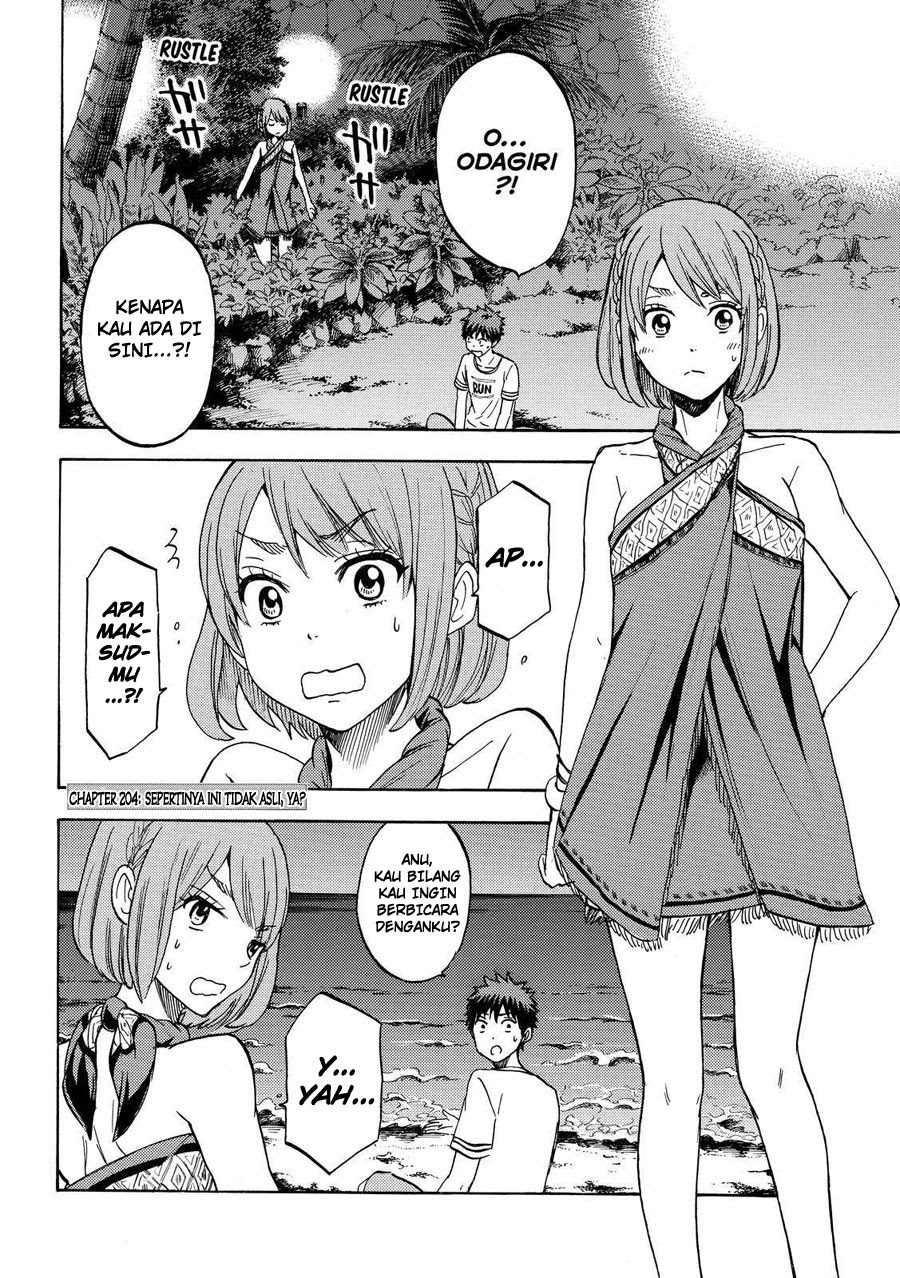 O...
ODAGIRI
?!
RUSTLE
ガサ
RUSTLE
ガサ
KENAPA
KAU ADA DI
SINI...?!
RUN
AP...
APA
MAK-
SUD-
MU
...?!
CHAPTER 204: SEPERTINYA INI TIDAK ASLI, YA?
ANU,
KAU BILANG
KAU INGIN
BERBICARA
DENGANKU?
Y...
YAH...